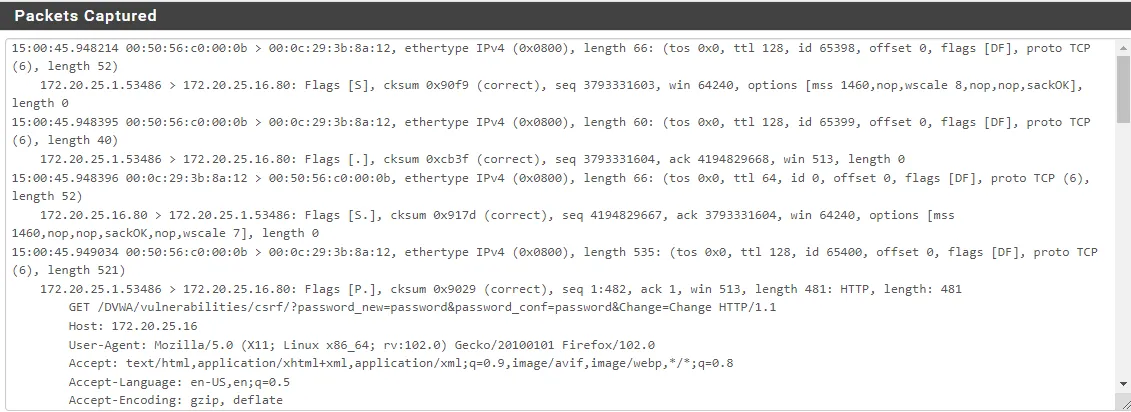 Packets Captured
15:00:45.948214 00:50:56:c0:00:0b > 00:0c:29:3b:8a:12, ethertype IPv4 (0x0800), length 66: (tos 0x0, ttl 128, id 65398, offset 0, flags [DF], proto TCP
(6), length 52)
172.20.25.1.53486 > 172.20.25.16.80: Flags [S], cksum 0x90f9 (correct), seq 3793331603, win 64240, options [mss 1460,nop,wscale 8,nop,nop,sackOK],
length 0
15:00:45.948395 00:50:56:c0:00:0b > 00:0c:29:3b:8a:12, ethertype IPv4 (0x0800), length 60: (tos 0x0, ttl 128, id 65399, offset 0, flags [DF], proto TCP
(6), length 40)
172.20.25.1.53486 > 172.20.25.16.80: Flags [.], cksum 0xcb3f (correct), seq 3793331604, ack 4194829668, win 513, length 0
15:00:45.948396 00:0c:29:3b:8a:12 > 00:50:56:c0:00:0b, ethertype IPv4 (0x0800), length 66: (tos 0x0, ttl 64, id 0, offset 0, flags [DF], proto TCP (6),
length 52)
172.20.25.16.80 > 172.20.25.1.53486: Flags [S.], cksum 0x917d (correct), seq 4194829667, ack 3793331604, win 64240, options [mss
1460,nop,nop,sackOK,nop,wscale 7], length 0
15:00:45.949034 00:50:56:c0:00:0b > 00:0c:29:3b:8a:12, ethertype IPv4 (0x0800), length 535: (tos 0x0, ttl 128, id 65400, offset 0, flags [DF], proto TCP
(6), length 521)
172.20.25.1.53486 > 172.20.25.16.80: Flags [P.], cksum 0x9029 (correct), seq 1:482, ack 1, win 513, length 481: HTTP, length: 481
GET /DVWA/vulnerabilities/csrf/?password_new=password&password_conf=password&Change=Change HTTP/1.1
Host: 172.20.25.16
User-Agent: Mozilla/5.0 (X11; Linux x86_64; rv:102.0) Gecko/20100101 Firefox/102.0
Accept: text/html,application/xhtml+xml,application/xml;q=0.9,image/avif,image/webp,*/*;q=0.8
Accept-Language: en-US,en;q=0.5
Accept-Encoding: gzip, deflate